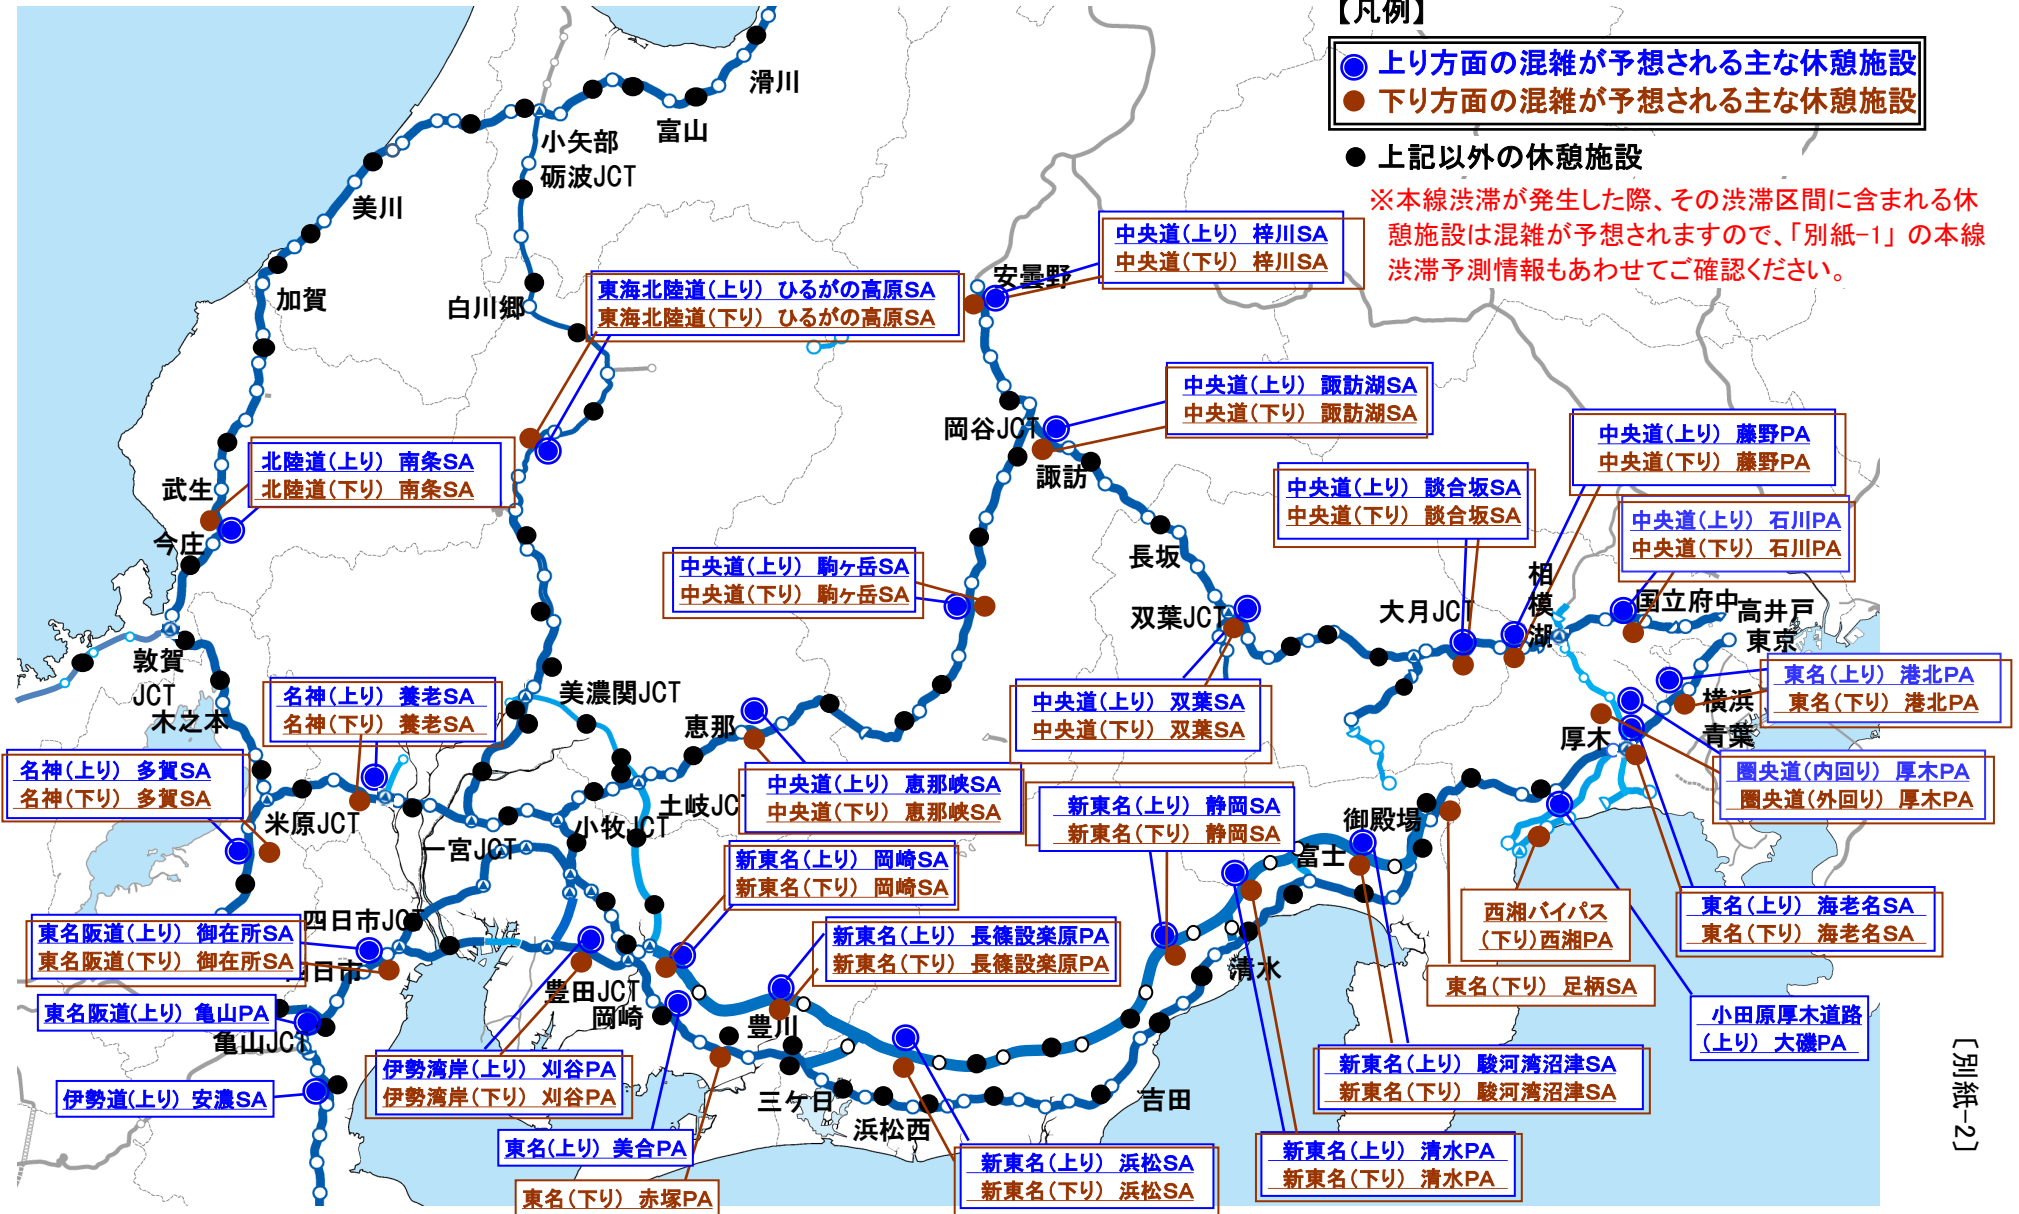 【凡例】
上り方面の混雑が予想される主な休憩施設
下り方面の混雑が予想される主な休憩施設
上記以外の休憩施設
※本線渋滞が発生した際、その渋滞区間に含まれる休
憩施設は混雑が予想されますので、「別紙-1」の本線
渋滞予測情報もあわせてご確認ください。
滑川
富山
小矢部
砺波JCT
美川
加賀
白川郷
東海北陸道(上り) ひるがの高原SA
東海北陸道(下り) ひるがの高原SA
安曇野
中央道(上り) 梓川SA
中央道(下り) 梓川SA
中央道(上り) 諏訪湖SA
中央道(下り) 諏訪湖SA
岡谷JCT
諏訪
中央道(上り) 藤野PA
中央道(下り) 藤野PA
北陸道(上り) 南条SA
北陸道(下り) 南条SA
武生
今庄
中央道(上り) 談合坂SA
中央道(下り) 談合坂SA
中央道(上り) 石川PA
中央道(下り) 石川PA
長坂
中央道(上り) 駒ヶ岳SA
中央道(下り) 駒ヶ岳SA
双葉JCT
大月JCT
相模湖
国立府中
高井戸
東京
敦賀
JCT
木之本
名神(上り) 養老SA
名神(下り) 養老SA
美濃関JCT
恵那
中央道(上り) 双葉SA
中央道(下り) 双葉SA
東名(上り) 港北PA
東名(下り) 港北PA
横浜
青葉
厚木
名神(上り) 多賀SA
名神(下り) 多賀SA
中央道(上り) 恵那峡SA
中央道(下り) 恵那峡SA
圏央道(内回り) 厚木PA
圏央道(外回り) 厚木PA
米原JCT
一宮JCT
小牧JCT
土岐JCT
新東名(上り) 静岡SA
新東名(下り) 静岡SA
御殿場
富士
新東名(上り) 岡崎SA
新東名(下り) 岡崎SA
四日市JCT
東名阪道(上り) 御在所SA
東名阪道(下り) 御在所SA
四日市
新東名(上り) 長篠設楽原PA
新東名(下り) 長篠設楽原PA
西湘バイパス
(下り)西湘PA
東名(上り) 海老名SA
東名(下り) 海老名SA
清水
東名(下り) 足柄SA
豊田JCT
岡崎
豊川
東名阪道(上り) 亀山PA
亀山JCT
小田原厚木道路
(上り) 大磯PA
伊勢道(上り) 安濃SA
伊勢湾岸(上り) 刈谷PA
伊勢湾岸(下り) 刈谷PA
新東名(上り) 駿河湾沼津SA
新東名(下り) 駿河湾沼津SA
三ケ日
浜松西
吉田
東名(上り) 美合PA
新東名(上り) 浜松SA
新東名(下り) 浜松SA
新東名(上り) 清水PA
新東名(下り) 清水PA
東名(下り) 赤塚PA
〔別紙-2〕